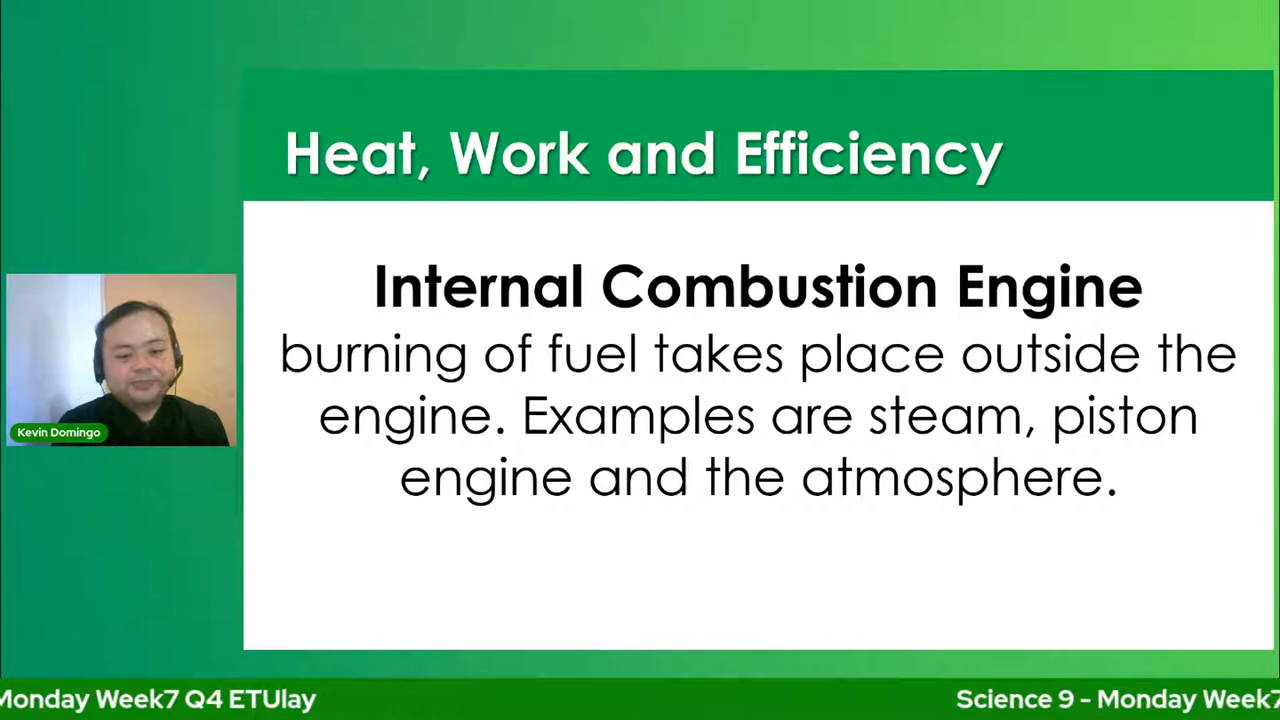 Heat, Work and Efficiency
Internal Combustion Engine
burning of fuel takes place outside the
engine. Examples are steam, piston
engine and the atmosphere.
Kevin Domingo
Monday Week7 Q4 ETUlay
Science 9 - Monday Week7